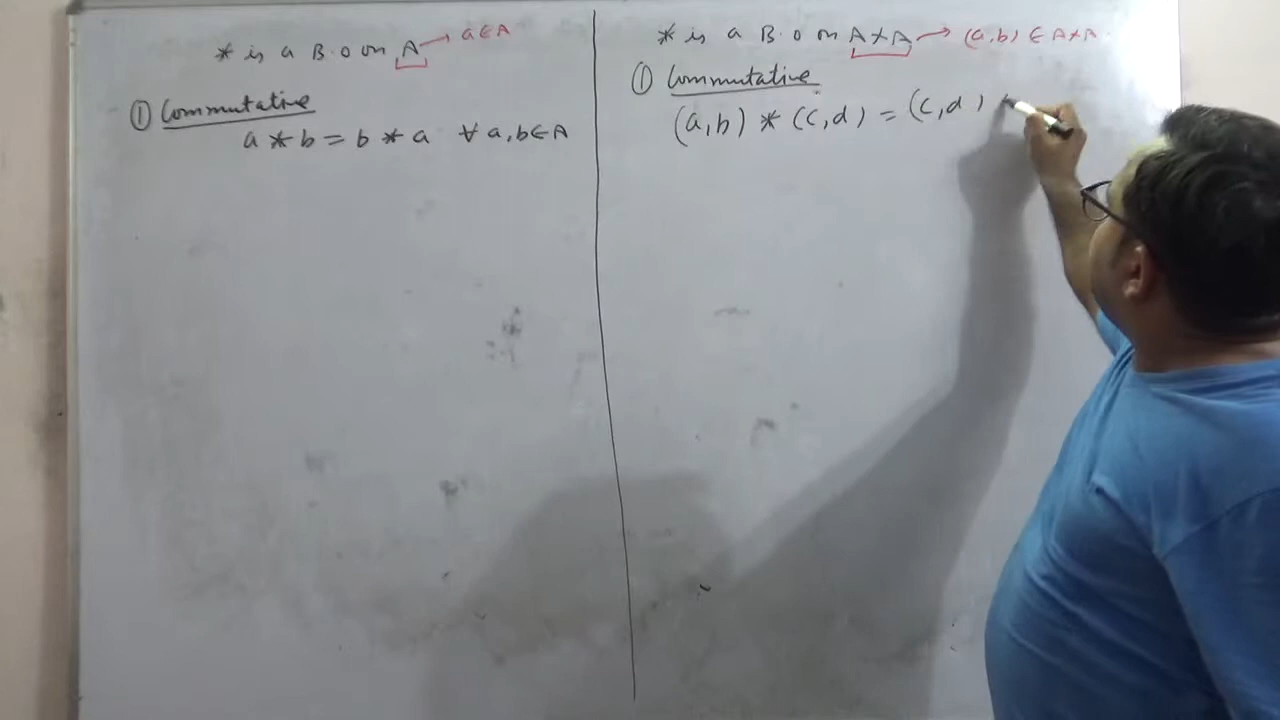 * is a B.O on A → a∈A
① Commutative
a * b = b * a ∀ a,b∈A
* is a B.O on A×A → (a,b) ∈ A×A.
① Commutative
(a,b) * (c,d) = (c,d)